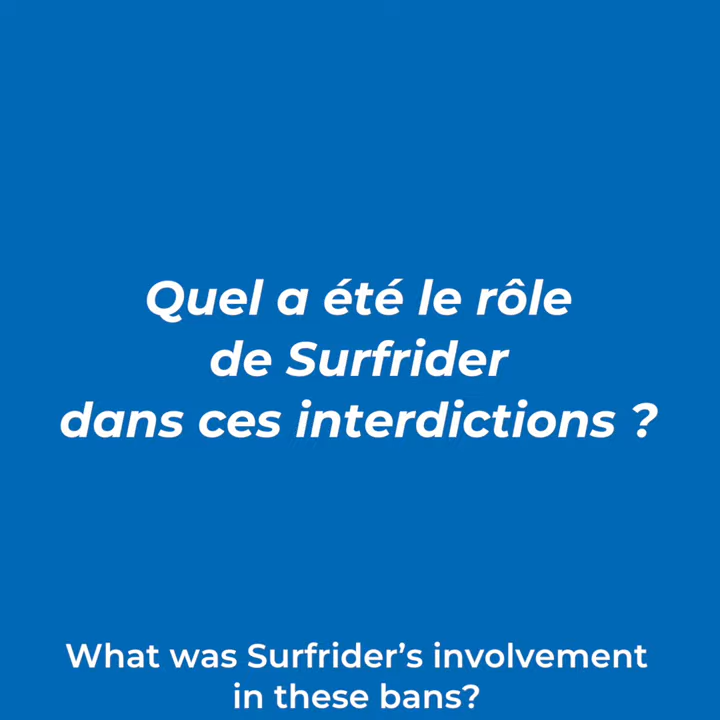 Quel a été le rôle
de Surfrider
dans ces interdictions ?
What was Surfrider’s involvement
in these bans?